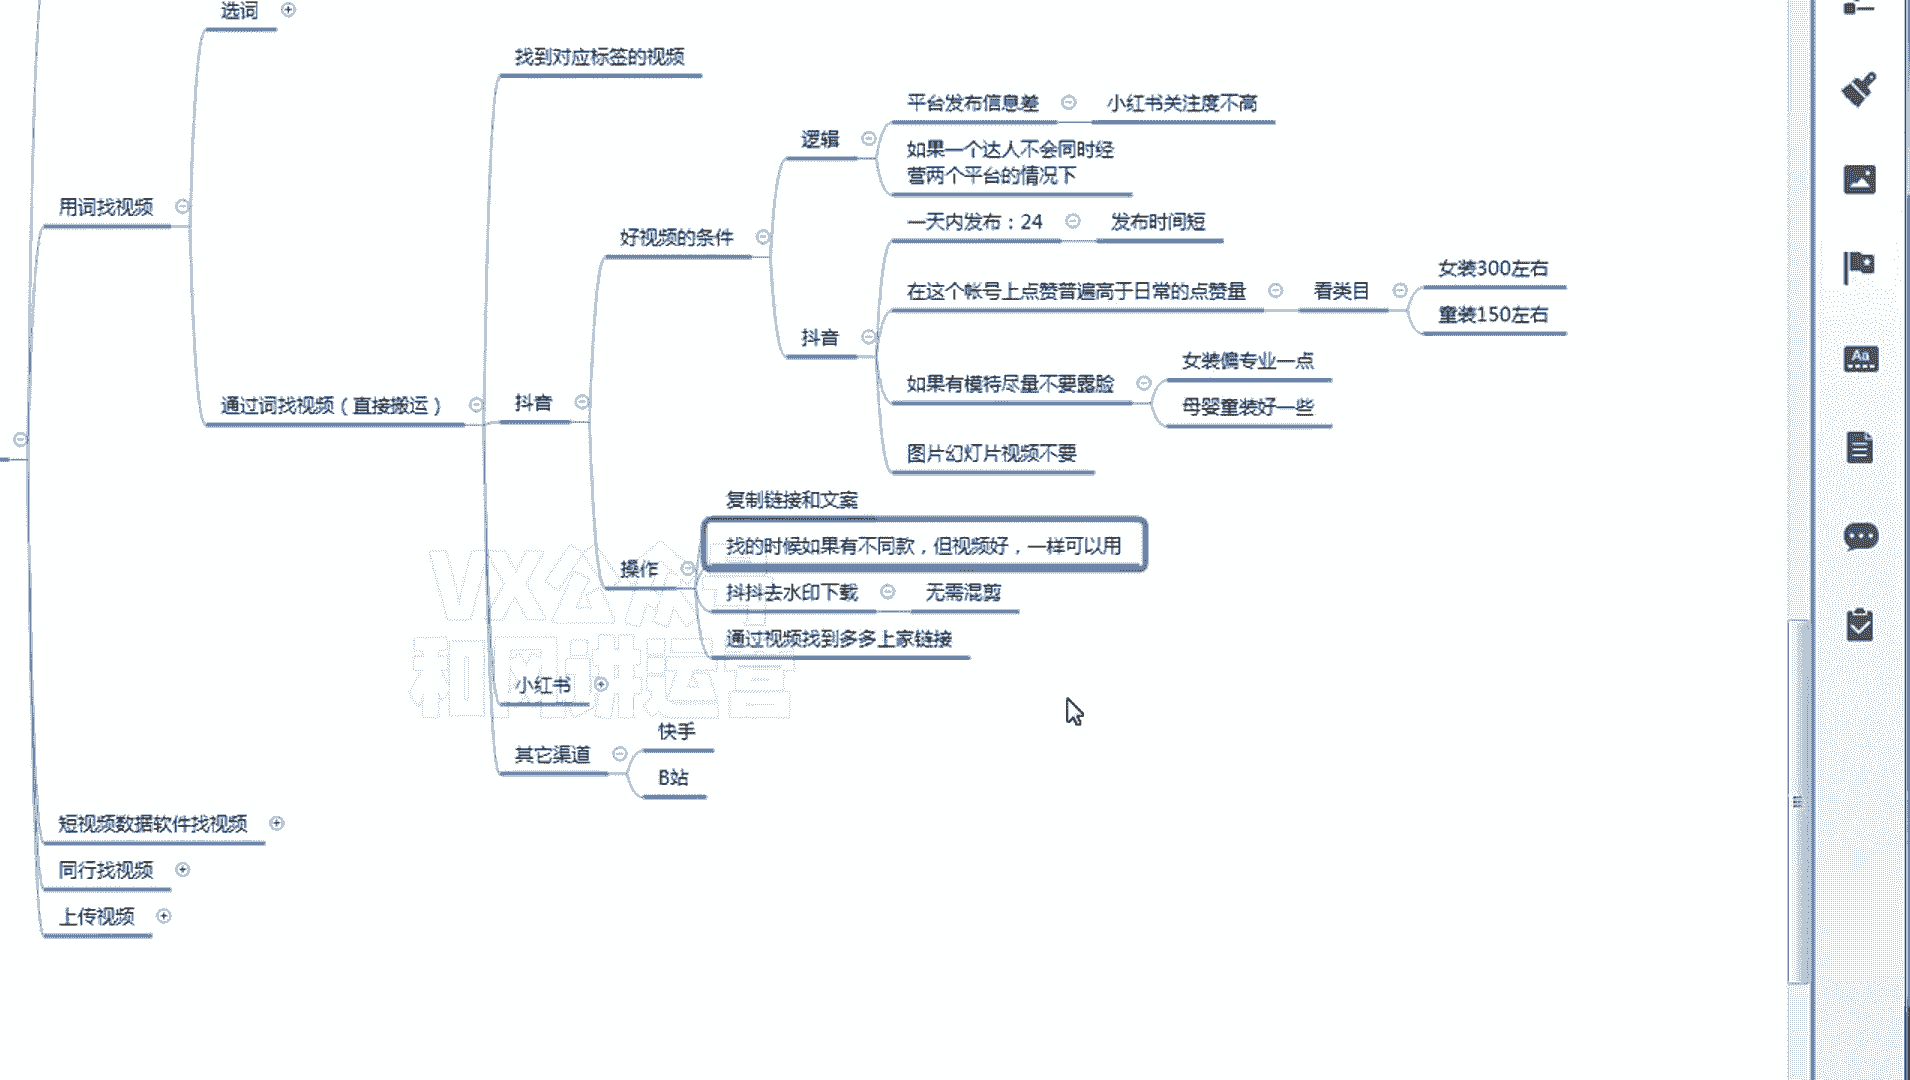 选词
找到对应标签的视频
平台发布信息差
小红书关注度不高
逻辑
如果一个达人不会同时经
营两个平台的情况下
用词找视频
好视频的条件
一天内发布：24
发布时间短
女装300左右
在这个帐号上点赞普遍高于日常的点赞量
看类目
童装150左右
抖音
女装偏专业一点
如果有模特尽量不要露脸
通过词找视频（直接搬运）
抖音
母婴童装好一些
图片幻灯片视频不要
复制链接和文案
找的时候如果有不同款，但视频好，一样可以用
操作
抖抖去水印下载
无需混剪
VX公众号
通过视频找到多多上家链接
和风讲运营
小红书
快手
其它渠道
B站
短视频数据软件找视频
同行找视频
上传视频
Aa